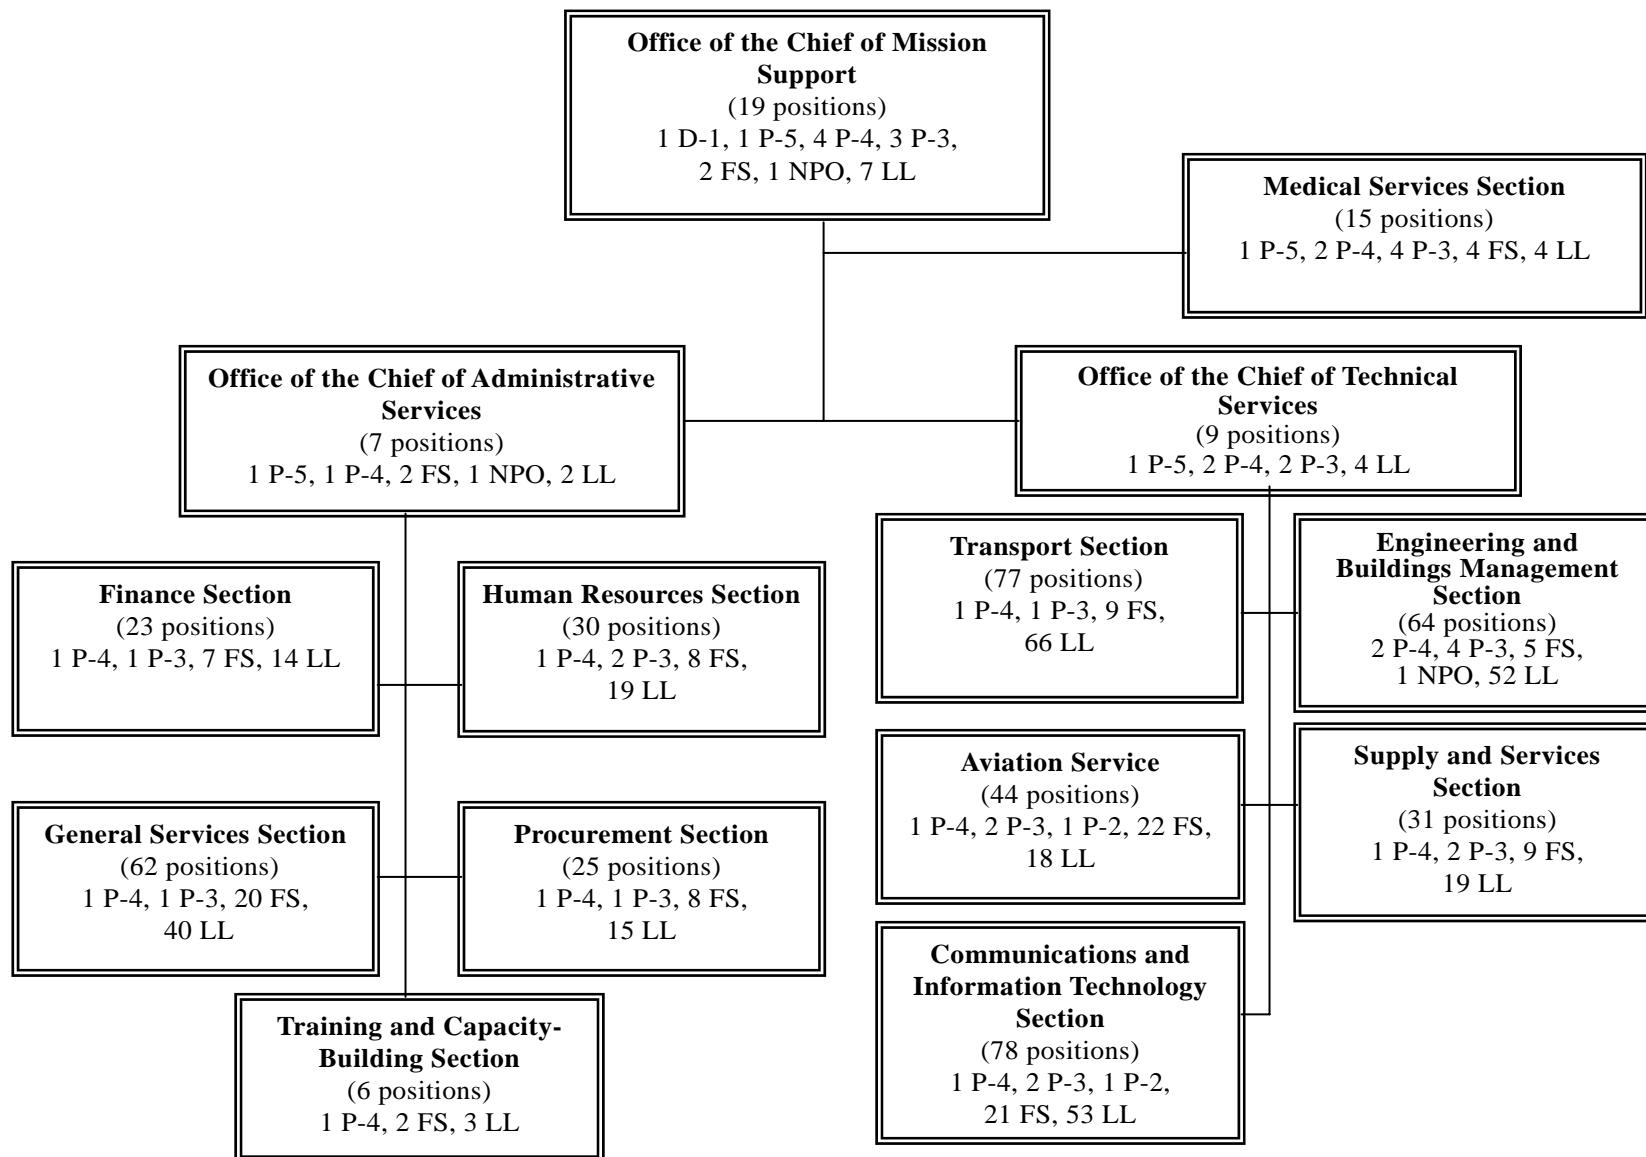 Office of the Chief of Mission
Support
(19 positions)
1 D-1, 1 P-5, 4 P-4, 3 P-3,
2 FS, 1 NPO, 7 LL
Medical Services Section
(15 positions)
1 P-5, 2 P-4, 4 P-3, 4 FS, 4 LL
Office of the Chief of Administrative
Services
(7 positions)
1 P-5, 1 P-4, 2 FS, 1 NPO, 2 LL
Office of the Chief of Technical
Services
(9 positions)
1 P-5, 2 P-4, 2 P-3, 4 LL
Finance Section
(23 positions)
1 P-4, 1 P-3, 7 FS, 14 LL
Human Resources Section
(30 positions)
1 P-4, 2 P-3, 8 FS,
19 LL
Transport Section
(77 positions)
1 P-4, 1 P-3, 9 FS,
66 LL
Engineering and
Buildings Management
Section
(64 positions)
2 P-4, 4 P-3, 5 FS,
1 NPO, 52 LL
General Services Section
(62 positions)
1 P-4, 1 P-3, 20 FS,
40 LL
Procurement Section
(25 positions)
1 P-4, 1 P-3, 8 FS,
15 LL
Aviation Service
(44 positions)
1 P-4, 2 P-3, 1 P-2, 22 FS,
18 LL
Supply and Services
Section
(31 positions)
1 P-4, 2 P-3, 9 FS,
19 LL
Training and Capacity-
Building Section
(6 positions)
1 P-4, 2 FS, 3 LL
Communications and
Information Technology
Section
(78 positions)
1 P-4, 2 P-3, 1 P-2,
21 FS, 53 LL